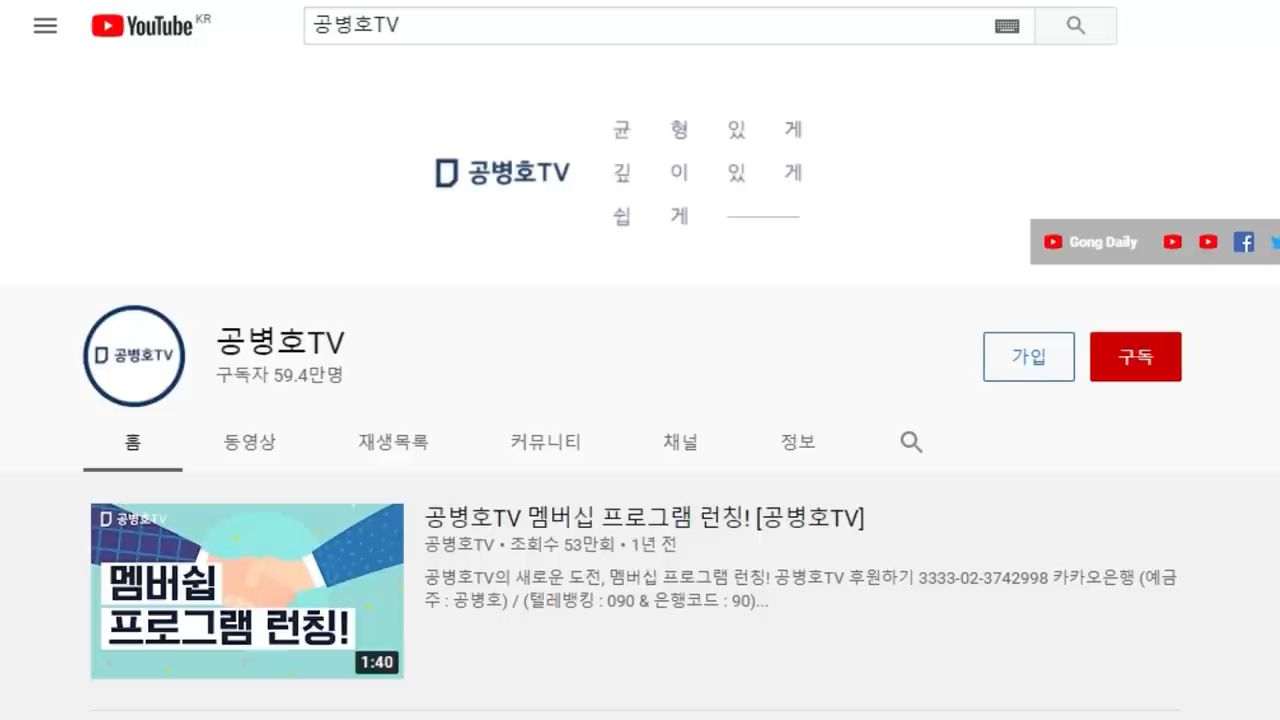 YouTube KR
공병호TV
균 형 있 게
공병호TV
깊 이 있 게
쉽 게
Gong Daily
공병호TV
공병호TV
구독자 59.4만명
가입
구독
홈
동영상
재생목록
커뮤니티
채널
정보
공병호TV
멤버쉽
프로그램 런칭!
1:40
공병호TV 멤버십 프로그램 런칭! [공병호TV]
공병호TV • 조회수 53만회 • 1년 전
공병호TV의 새로운 도전, 멤버십 프로그램 런칭! 공병호TV 후원하기 3333-02-3742998 카카오은행 (예금
주 : 공병호) / (텔레뱅킹 : 090 & 은행코드 : 90)...